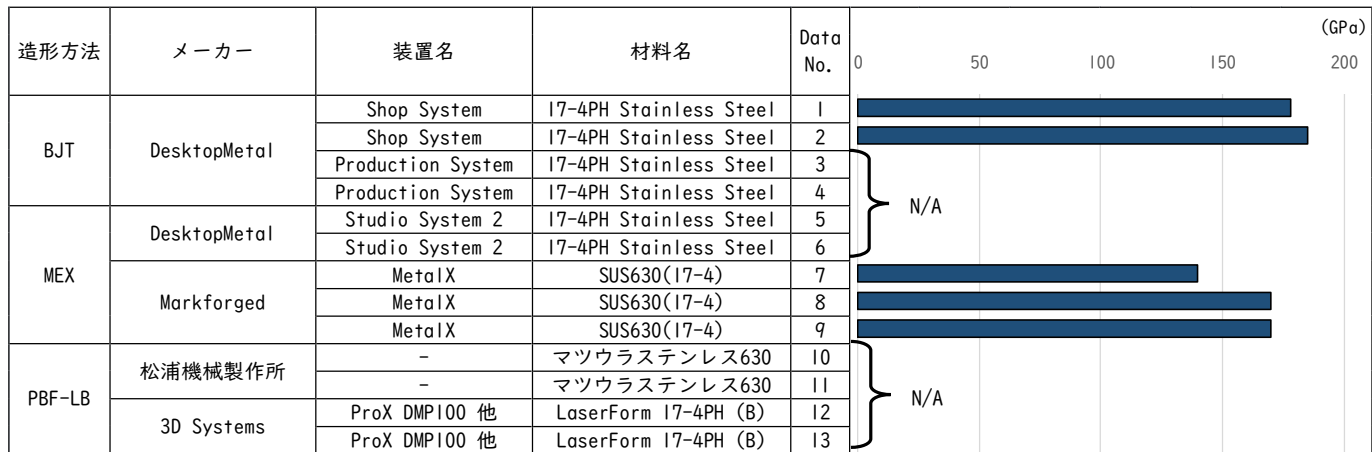 造形方法 メーカー 装置名 材料名 Data No. (GPa)
0 50 100 150 200
BJT DesktopMetal Shop System 17-4PH Stainless Steel 1
Shop System 17-4PH Stainless Steel 2
Production System 17-4PH Stainless Steel 3
Production System 17-4PH Stainless Steel 4
N/A
MEX DesktopMetal Studio System 2 17-4PH Stainless Steel 5
Studio System 2 17-4PH Stainless Steel 6
Markforged MetalX SUS630(17-4) 7
MetalX SUS630(17-4) 8
MetalX SUS630(17-4) 9
PBF-LB 松浦機械製作所 - マツウラステンレス630 10
- マツウラステンレス630 11
N/A
3D Systems ProX DMP100 他 LaserForm 17-4PH (B) 12
ProX DMP100 他 LaserForm 17-4PH (B) 13